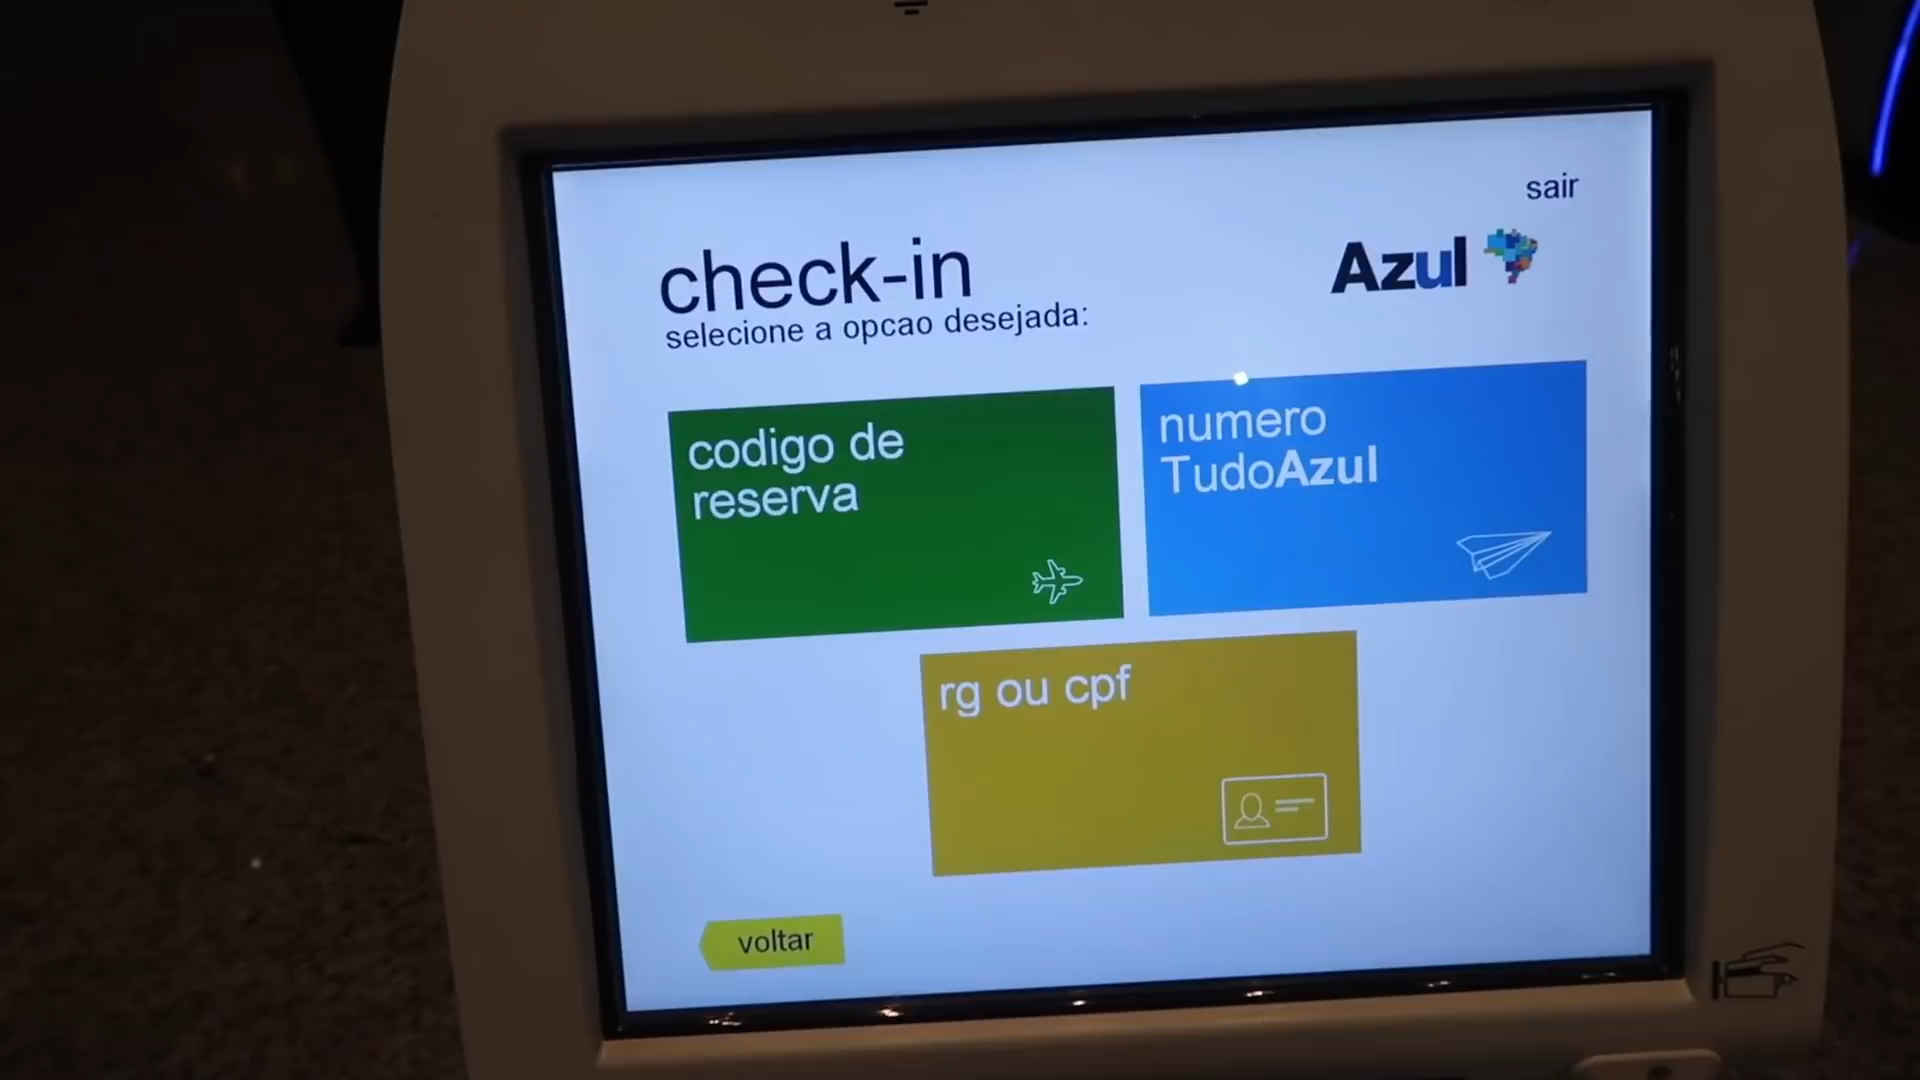 sair
check-in
Azul
selecione a opcao desejada:
codigo de
reserva
numero
TudoAzul
rg ou cpf
voltar